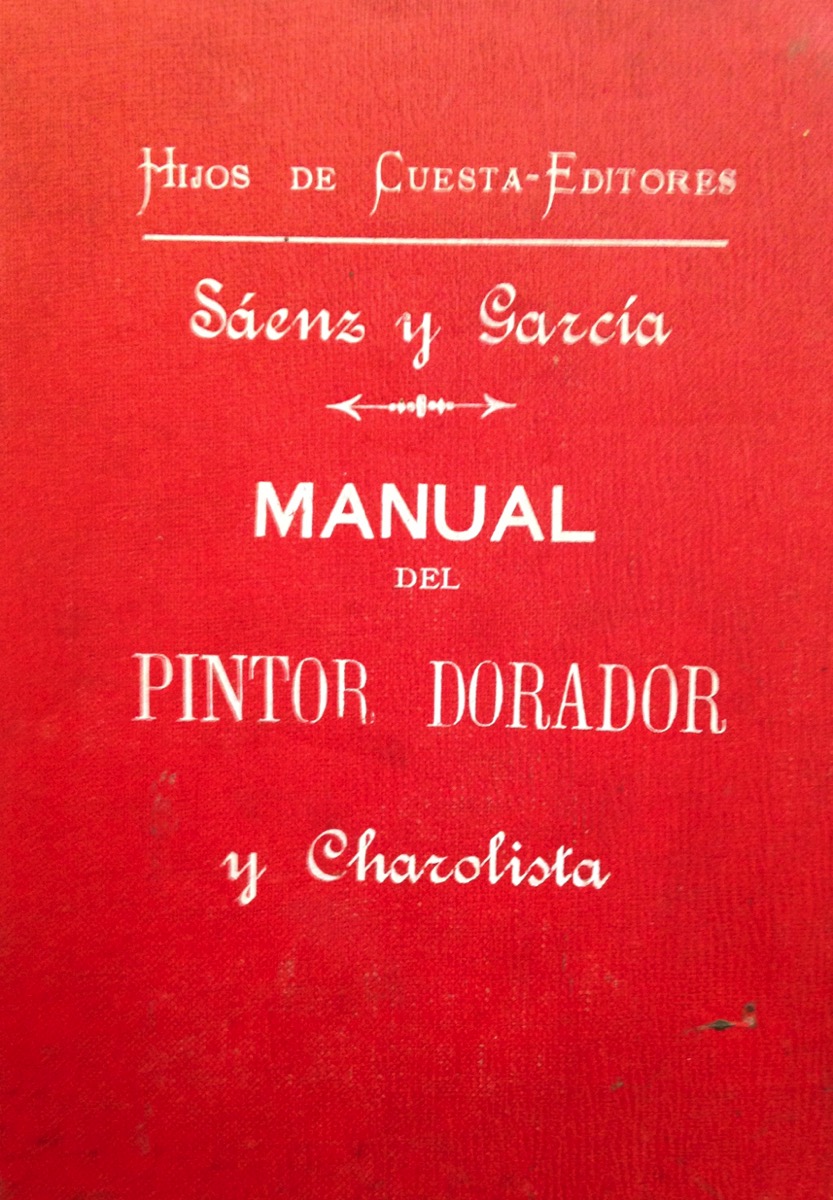 HIJOS DE CUESTA-EDITORES
Sáenz y García
MANUAL
DEL
PINTOR DORADOR
y Charolista